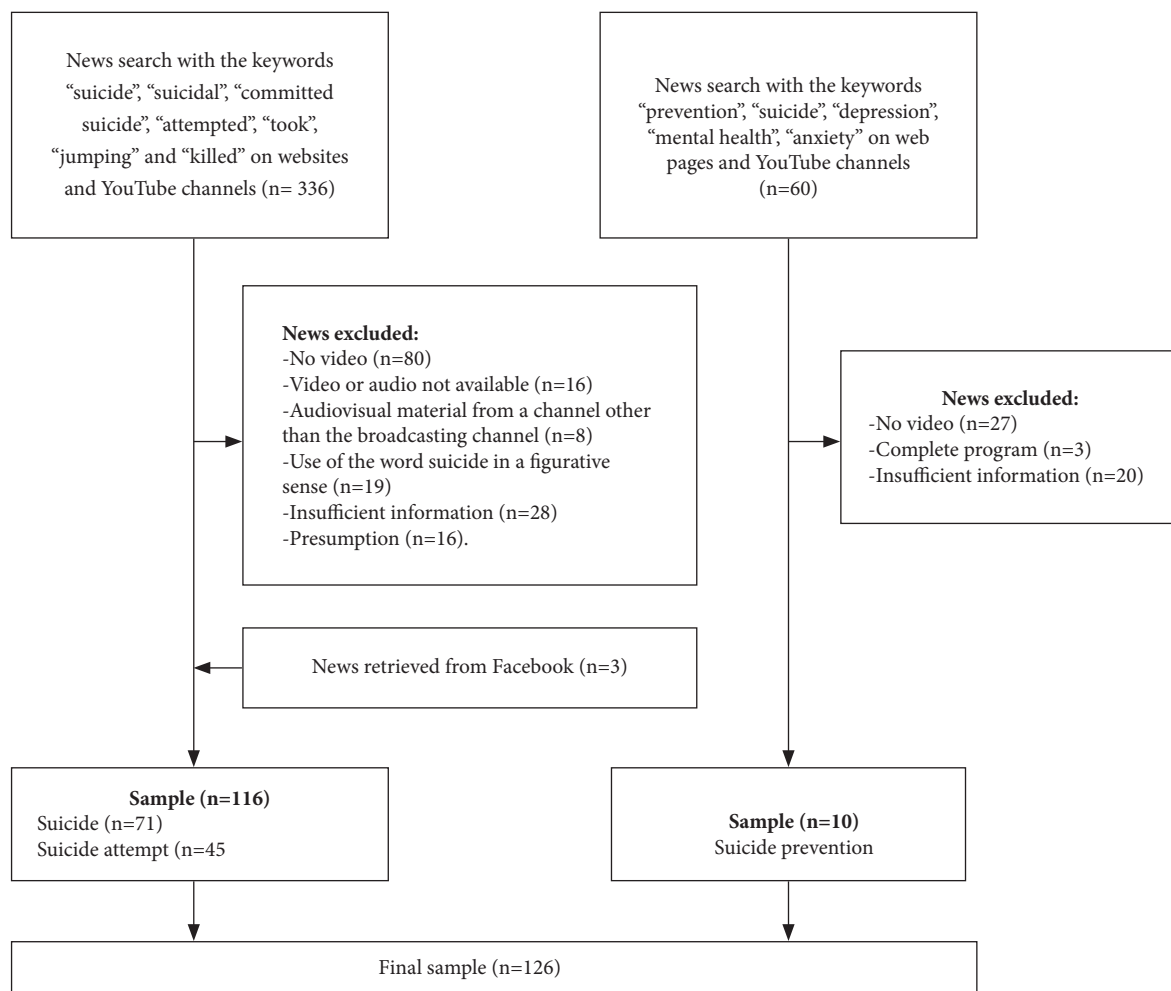 News search with the keywords
“suicide”, “suicidal”, “committed
suicide”, “attempted”, “took”,
“jumping” and “killed” on websites
and YouTube channels (n= 336)
News search with the keywords
“prevention”, “suicide”, “depression”,
“mental health”, “anxiety” on web
pages and YouTube channels
(n=60)
News excluded:
-No video (n=80)
-Video or audio not available (n=16)
-Audiovisual material from a channel other
than the broadcasting channel (n=8)
-Use of the word suicide in a figurative
sense (n=19)
-Insufficient information (n=28)
-Presumption (n=16).
News excluded:
-No video (n=27)
-Complete program (n=3)
-Insufficient information (n=20)
News retrieved from Facebook (n=3)
Sample (n=116)
Suicide (n=71)
Suicide attempt (n=45
Sample (n=10)
Suicide prevention
Final sample (n=126)